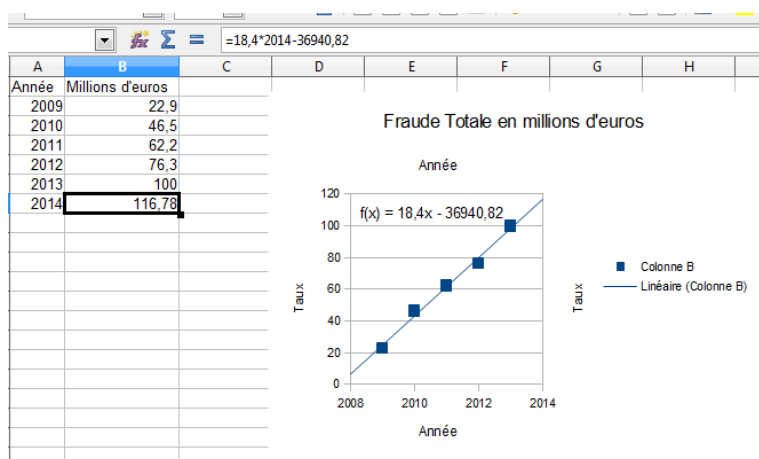 =18,4*2014-36940,82
A B C D E F G H
Année Millions d'euros
2009 22,9
2010 46,5
2011 62,2
2012 76,3
2013 100
2014 116,78
Fraude Totale en millions d'euros
Année
f(x) = 18,4x - 36940,82
120
100
80
60
40
20
0
Taux
2008 2010 2012 2014
Année
Taux
Colonne B
Linéaire (Colonne B)